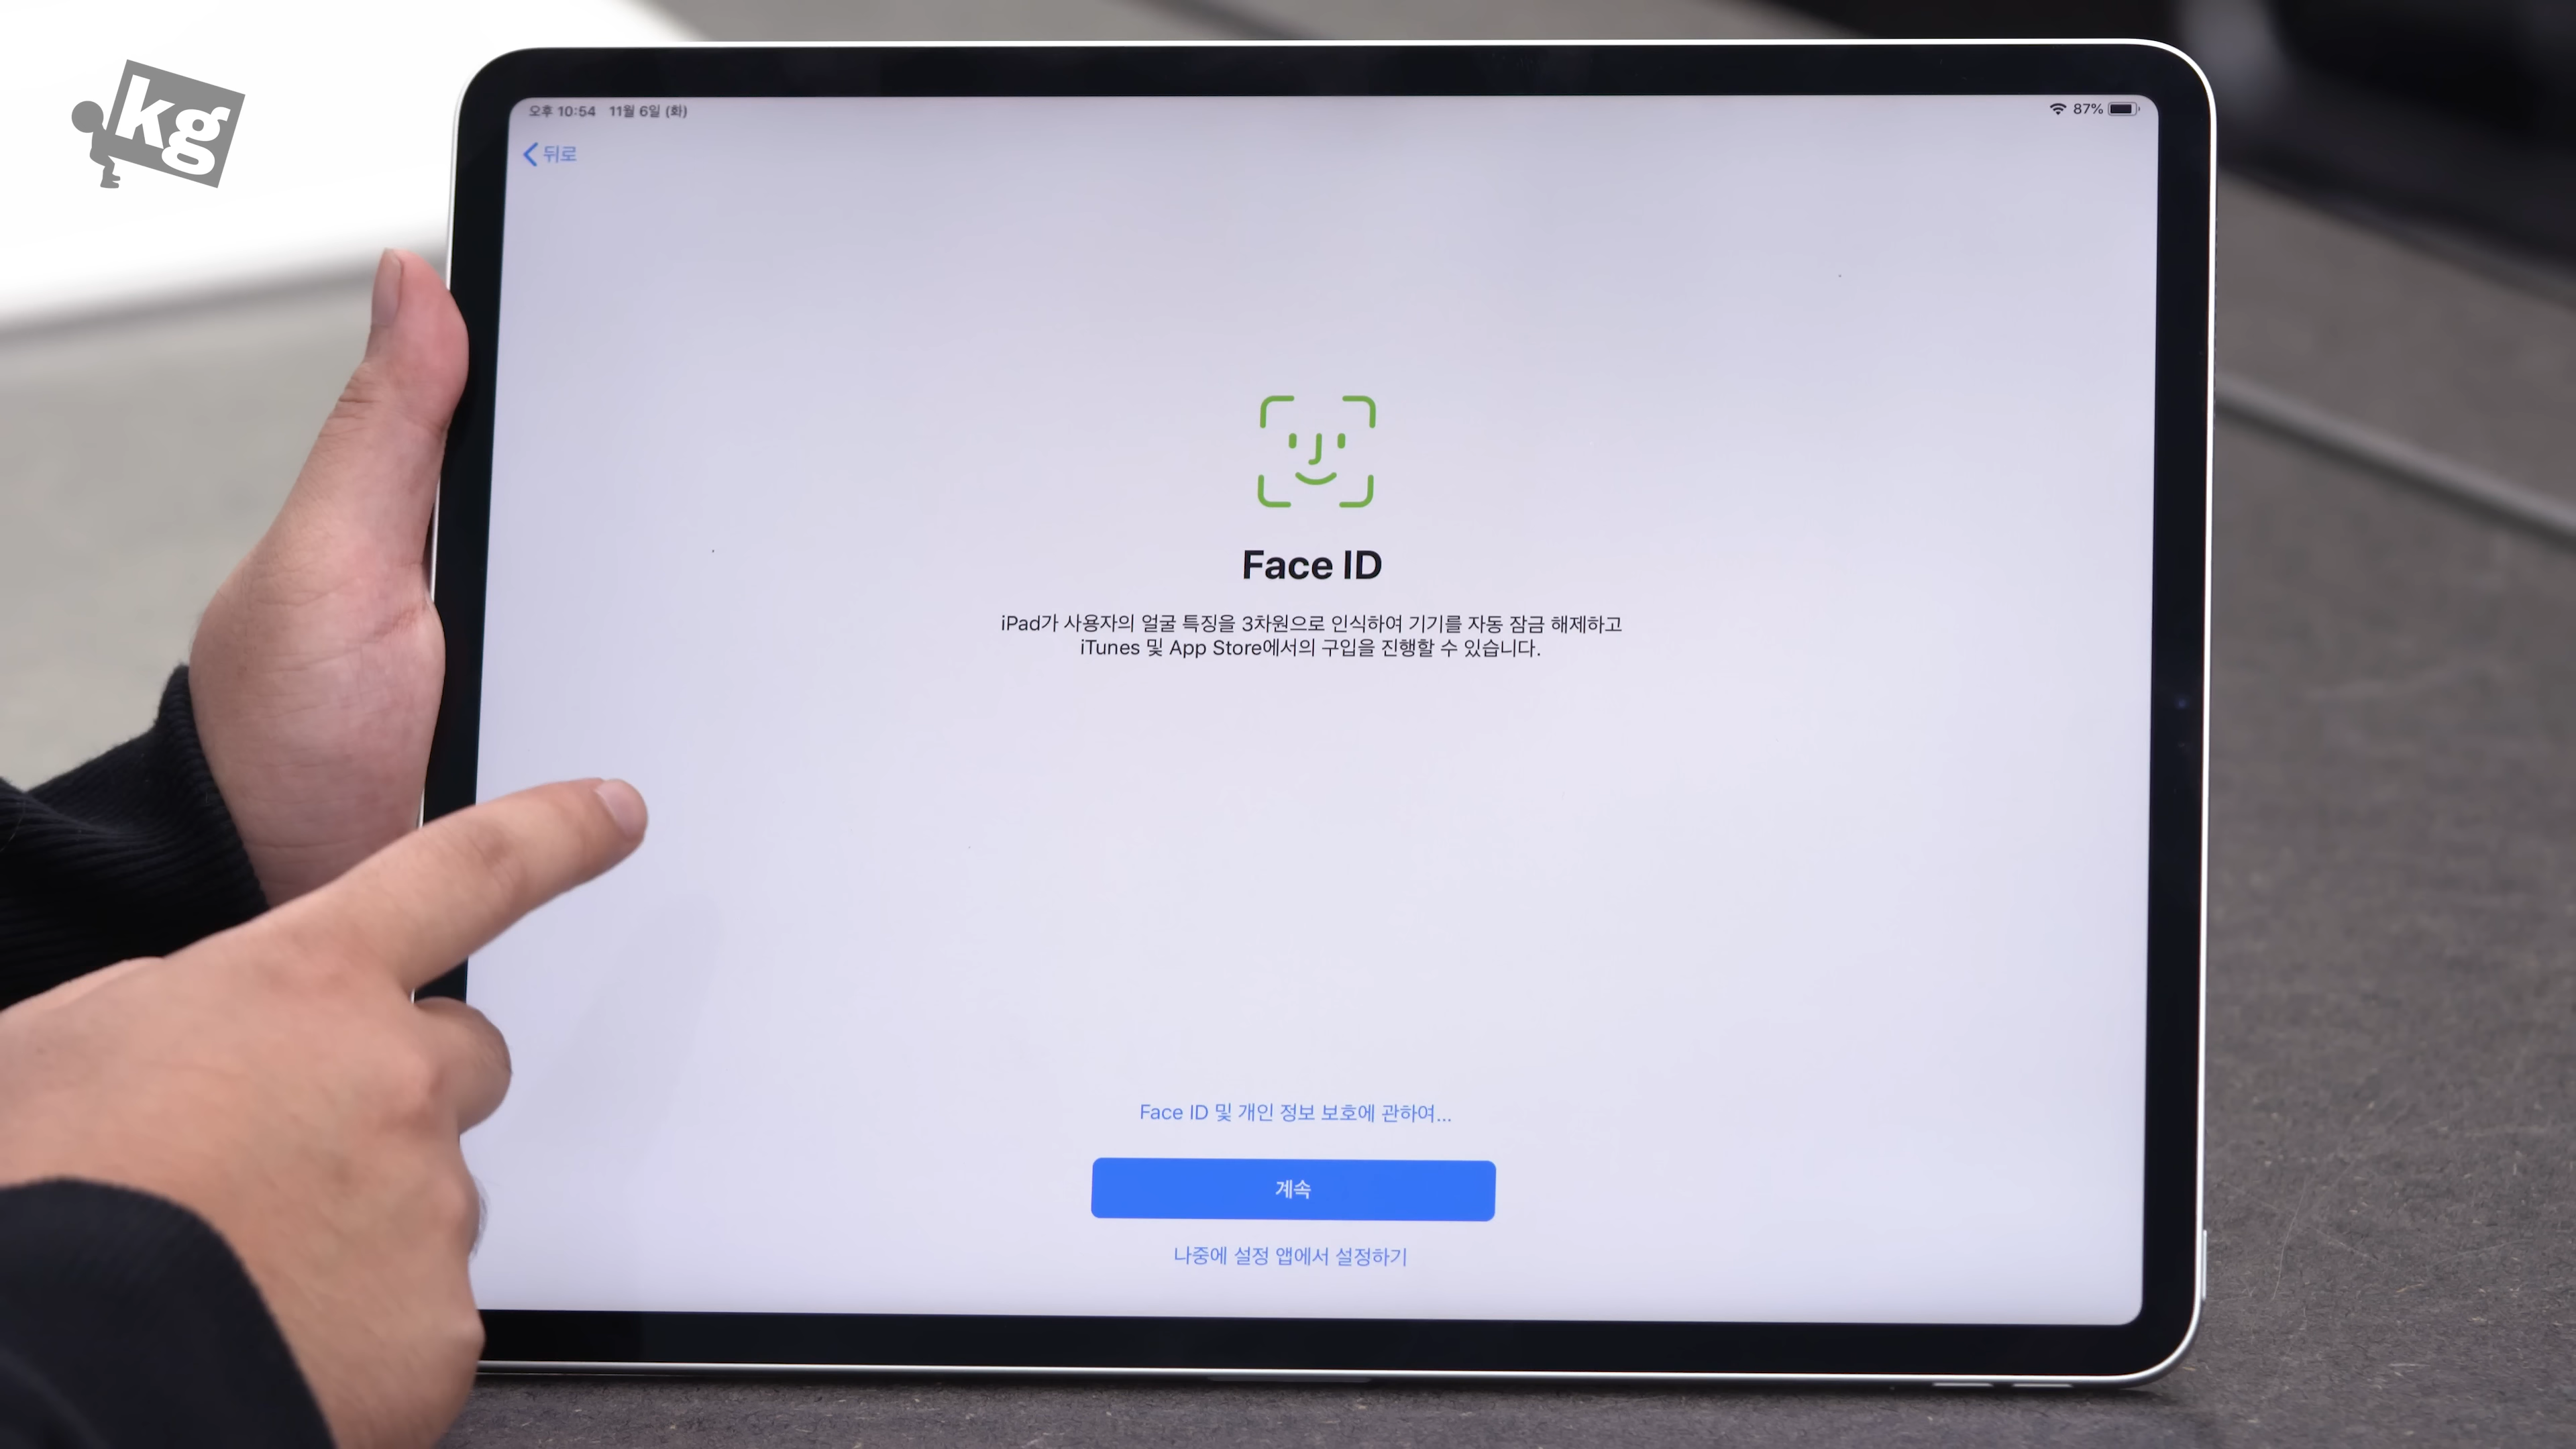 kg
오후 10:54 11월 6일 (화)
87%
뒤로
Face ID
iPad가 사용자의 얼굴 특징을 3차원으로 인식하여 기기를 자동 잠금 해제하고
iTunes 및 App Store에서의 구입을 진행할 수 있습니다.
Face ID 및 개인 정보 보호에 관하여...
계속
나중에 설정 앱에서 설정하기